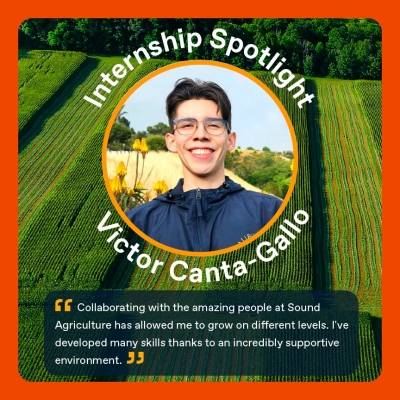 Internship Spotlight
Victor Canta-Gallo
“ Collaborating with the amazing people at Sound
Agriculture has allowed me to grow on different levels. I've
developed many skills thanks to an incredibly supportive
environment. ”